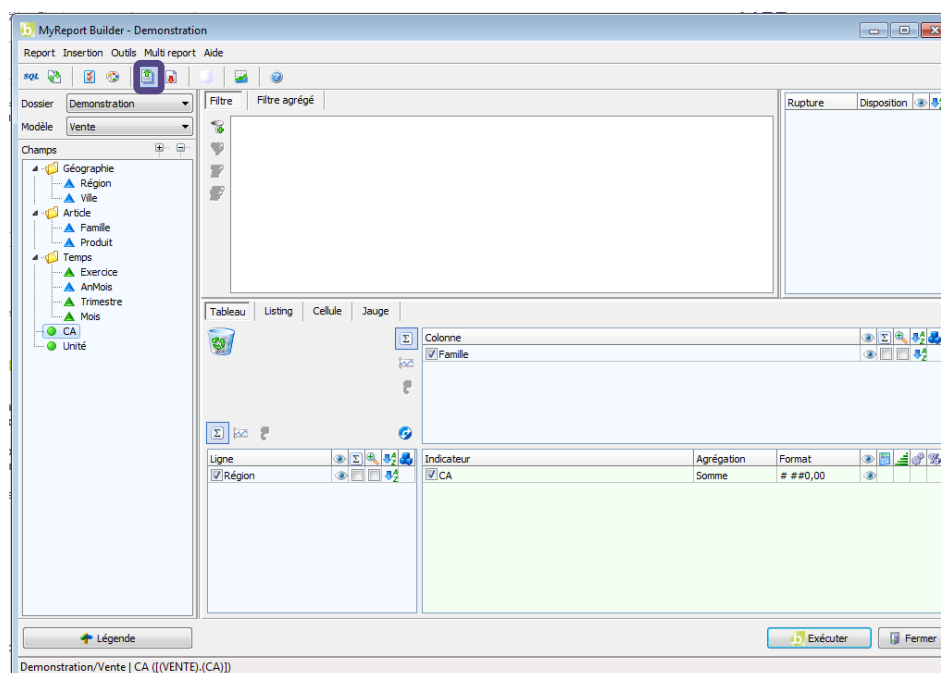 MyReport Builder - Demonstration
Report Insertion Outils Multi report Aide
SQL
Dossier Demonstration
Modèle Vente
Champs
Géographie
Région
Ville
Article
Famille
Produit
Temps
Exercice
AnMois
Trimestre
Mois
CA
Unité
Légende
Filtre Filtre agrégé
Rupture Disposition
Tableau Listing Cellule Jauge
Colonne
Famille
Ligne
Région
Indicateur Agrégation Format
CA Somme # ##0,00
Exécuter Fermer
Demonstration/Vente | CA ([(VENTE).(CA)])